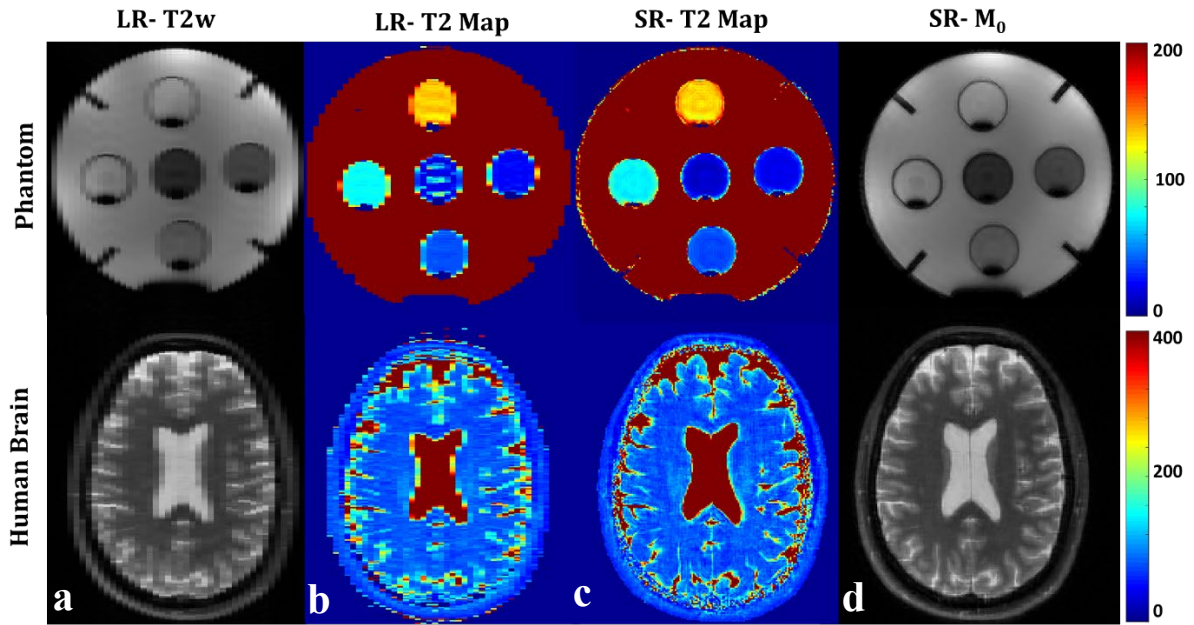 LR- T2w
LR- T2 Map
SR- T2 Map
SR- M₀
Phantom
200
100
0
Human Brain
400
200
0
a
b
c
d